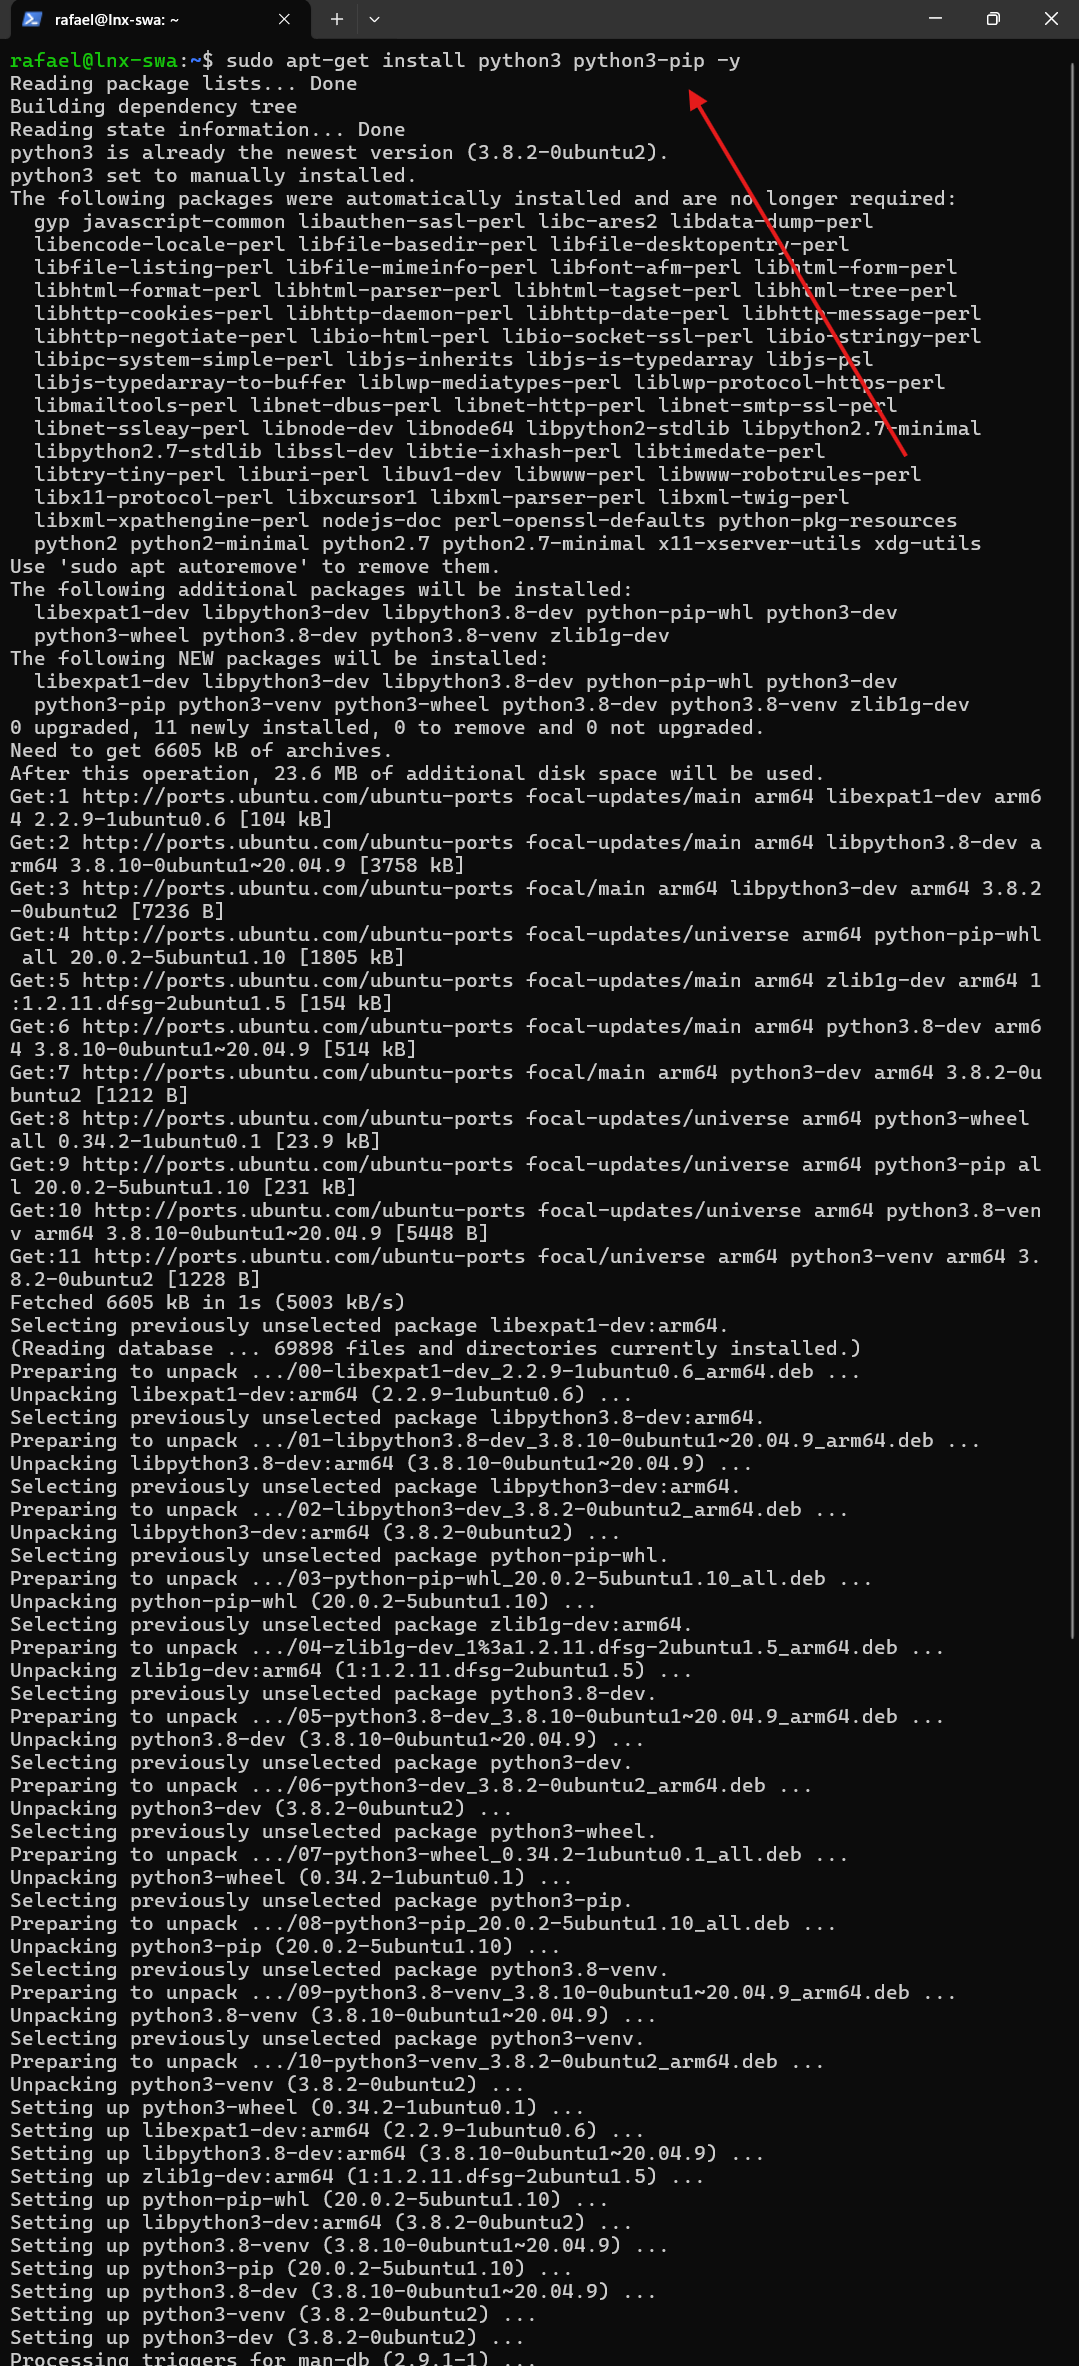 rafael@lnx-swa: ~
rafael@lnx-swa:~$ sudo apt-get install python3 python3-pip -y
Reading package lists... Done
Building dependency tree
Reading state information... Done
python3 is already the newest version (3.8.2-0ubuntu2).
python3 set to manually installed.
The following packages were automatically installed and are no longer required:
  gyp javascript-common libauthen-sasl-perl libc-ares2 libdata-dump-perl
  libencode-locale-perl libfile-basedir-perl libfile-desktopentry-perl
  libfile-listing-perl libfile-mimeinfo-perl libfont-afm-perl libhtml-form-perl
  libhtml-format-perl libhtml-parser-perl libhtml-tagset-perl libhtml-tree-perl
  libhttp-cookies-perl libhttp-daemon-perl libhttp-date-perl libhttp-message-perl
  libhttp-negotiate-perl libio-html-perl libio-socket-ssl-perl libio-stringy-perl
  libipc-system-simple-perl libjs-inherits libjs-is-typedarray libjs-psl
  libjs-typedarray-to-buffer liblwp-mediatypes-perl liblwp-protocol-https-perl
  libmailtools-perl libnet-dbus-perl libnet-http-perl libnet-smtp-ssl-perl
  libnet-ssleay-perl libnode-dev libnode64 libpython2-stdlib libpython2.7-minimal
  libpython2.7-stdlib libssl-dev libtie-ixhash-perl libtimedate-perl
  libtry-tiny-perl liburi-perl libuv1-dev libwww-perl libwww-robotrules-perl
  libx11-protocol-perl libxcursor1 libxml-parser-perl libxml-twig-perl
  libxml-xpathengine-perl nodejs-doc perl-openssl-defaults python-pkg-resources
  python2 python2-minimal python2.7 python2.7-minimal x11-xserver-utils xdg-utils
Use 'sudo apt autoremove' to remove them.
The following additional packages will be installed:
  libexpat1-dev libpython3-dev libpython3.8-dev python-pip-whl python3-dev
  python3-wheel python3.8-dev python3.8-venv zlib1g-dev
The following NEW packages will be installed:
  libexpat1-dev libpython3-dev libpython3.8-dev python-pip-whl python3-dev
  python3-pip python3-venv python3-wheel python3.8-dev python3.8-venv zlib1g-dev
0 upgraded, 11 newly installed, 0 to remove and 0 not upgraded.
Need to get 6605 kB of archives.
After this operation, 23.6 MB of additional disk space will be used.
Get:1 http://ports.ubuntu.com/ubuntu-ports focal-updates/main arm64 libexpat1-dev arm6
4 2.2.9-1ubuntu0.6 [104 kB]
Get:2 http://ports.ubuntu.com/ubuntu-ports focal-updates/main arm64 libpython3.8-dev a
rm64 3.8.10-0ubuntu1~20.04.9 [3758 kB]
Get:3 http://ports.ubuntu.com/ubuntu-ports focal/main arm64 libpython3-dev arm64 3.8.2
-0ubuntu2 [7236 B]
Get:4 http://ports.ubuntu.com/ubuntu-ports focal-updates/universe arm64 python-pip-whl
 all 20.0.2-5ubuntu1.10 [1805 kB]
Get:5 http://ports.ubuntu.com/ubuntu-ports focal-updates/main arm64 zlib1g-dev arm64 1
:1.2.11.dfsg-2ubuntu1.5 [154 kB]
Get:6 http://ports.ubuntu.com/ubuntu-ports focal-updates/main arm64 python3.8-dev arm6
4 3.8.10-0ubuntu1~20.04.9 [514 kB]
Get:7 http://ports.ubuntu.com/ubuntu-ports focal/main arm64 python3-dev arm64 3.8.2-0u
buntu2 [1212 B]
Get:8 http://ports.ubuntu.com/ubuntu-ports focal-updates/universe arm64 python3-wheel
all 0.34.2-1ubuntu0.1 [23.9 kB]
Get:9 http://ports.ubuntu.com/ubuntu-ports focal-updates/universe arm64 python3-pip al
l 20.0.2-5ubuntu1.10 [231 kB]
Get:10 http://ports.ubuntu.com/ubuntu-ports focal-updates/universe arm64 python3.8-ven
v arm64 3.8.10-0ubuntu1~20.04.9 [5448 B]
Get:11 http://ports.ubuntu.com/ubuntu-ports focal/universe arm64 python3-venv arm64 3.
8.2-0ubuntu2 [1228 B]
Fetched 6605 kB in 1s (5003 kB/s)
Selecting previously unselected package libexpat1-dev:arm64.
(Reading database ... 69898 files and directories currently installed.)
Preparing to unpack .../00-libexpat1-dev_2.2.9-1ubuntu0.6_arm64.deb ...
Unpacking libexpat1-dev:arm64 (2.2.9-1ubuntu0.6) ...
Selecting previously unselected package libpython3.8-dev:arm64.
Preparing to unpack .../01-libpython3.8-dev_3.8.10-0ubuntu1~20.04.9_arm64.deb ...
Unpacking libpython3.8-dev:arm64 (3.8.10-0ubuntu1~20.04.9) ...
Selecting previously unselected package libpython3-dev:arm64.
Preparing to unpack .../02-libpython3-dev_3.8.2-0ubuntu2_arm64.deb ...
Unpacking libpython3-dev:arm64 (3.8.2-0ubuntu2) ...
Selecting previously unselected package python-pip-whl.
Preparing to unpack .../03-python-pip-whl_20.0.2-5ubuntu1.10_all.deb ...
Unpacking python-pip-whl (20.0.2-5ubuntu1.10) ...
Selecting previously unselected package zlib1g-dev:arm64.
Preparing to unpack .../04-zlib1g-dev_1%3a1.2.11.dfsg-2ubuntu1.5_arm64.deb ...
Unpacking zlib1g-dev:arm64 (1:1.2.11.dfsg-2ubuntu1.5) ...
Selecting previously unselected package python3.8-dev.
Preparing to unpack .../05-python3.8-dev_3.8.10-0ubuntu1~20.04.9_arm64.deb ...
Unpacking python3.8-dev (3.8.10-0ubuntu1~20.04.9) ...
Selecting previously unselected package python3-dev.
Preparing to unpack .../06-python3-dev_3.8.2-0ubuntu2_arm64.deb ...
Unpacking python3-dev (3.8.2-0ubuntu2) ...
Selecting previously unselected package python3-wheel.
Preparing to unpack .../07-python3-wheel_0.34.2-1ubuntu0.1_all.deb ...
Unpacking python3-wheel (0.34.2-1ubuntu0.1) ...
Selecting previously unselected package python3-pip.
Preparing to unpack .../08-python3-pip_20.0.2-5ubuntu1.10_all.deb ...
Unpacking python3-pip (20.0.2-5ubuntu1.10) ...
Selecting previously unselected package python3.8-venv.
Preparing to unpack .../09-python3.8-venv_3.8.10-0ubuntu1~20.04.9_arm64.deb ...
Unpacking python3.8-venv (3.8.10-0ubuntu1~20.04.9) ...
Selecting previously unselected package python3-venv.
Preparing to unpack .../10-python3-venv_3.8.2-0ubuntu2_arm64.deb ...
Unpacking python3-venv (3.8.2-0ubuntu2) ...
Setting up python3-wheel (0.34.2-1ubuntu0.1) ...
Setting up libexpat1-dev:arm64 (2.2.9-1ubuntu0.6) ...
Setting up libpython3.8-dev:arm64 (3.8.10-0ubuntu1~20.04.9) ...
Setting up zlib1g-dev:arm64 (1:1.2.11.dfsg-2ubuntu1.5) ...
Setting up python-pip-whl (20.0.2-5ubuntu1.10) ...
Setting up libpython3-dev:arm64 (3.8.2-0ubuntu2) ...
Setting up python3.8-venv (3.8.10-0ubuntu1~20.04.9) ...
Setting up python3-pip (20.0.2-5ubuntu1.10) ...
Setting up python3.8-dev (3.8.10-0ubuntu1~20.04.9) ...
Setting up python3-venv (3.8.2-0ubuntu2) ...
Setting up python3-dev (3.8.2-0ubuntu2) ...
Processing triggers for man-db (2.9.1-1) ...